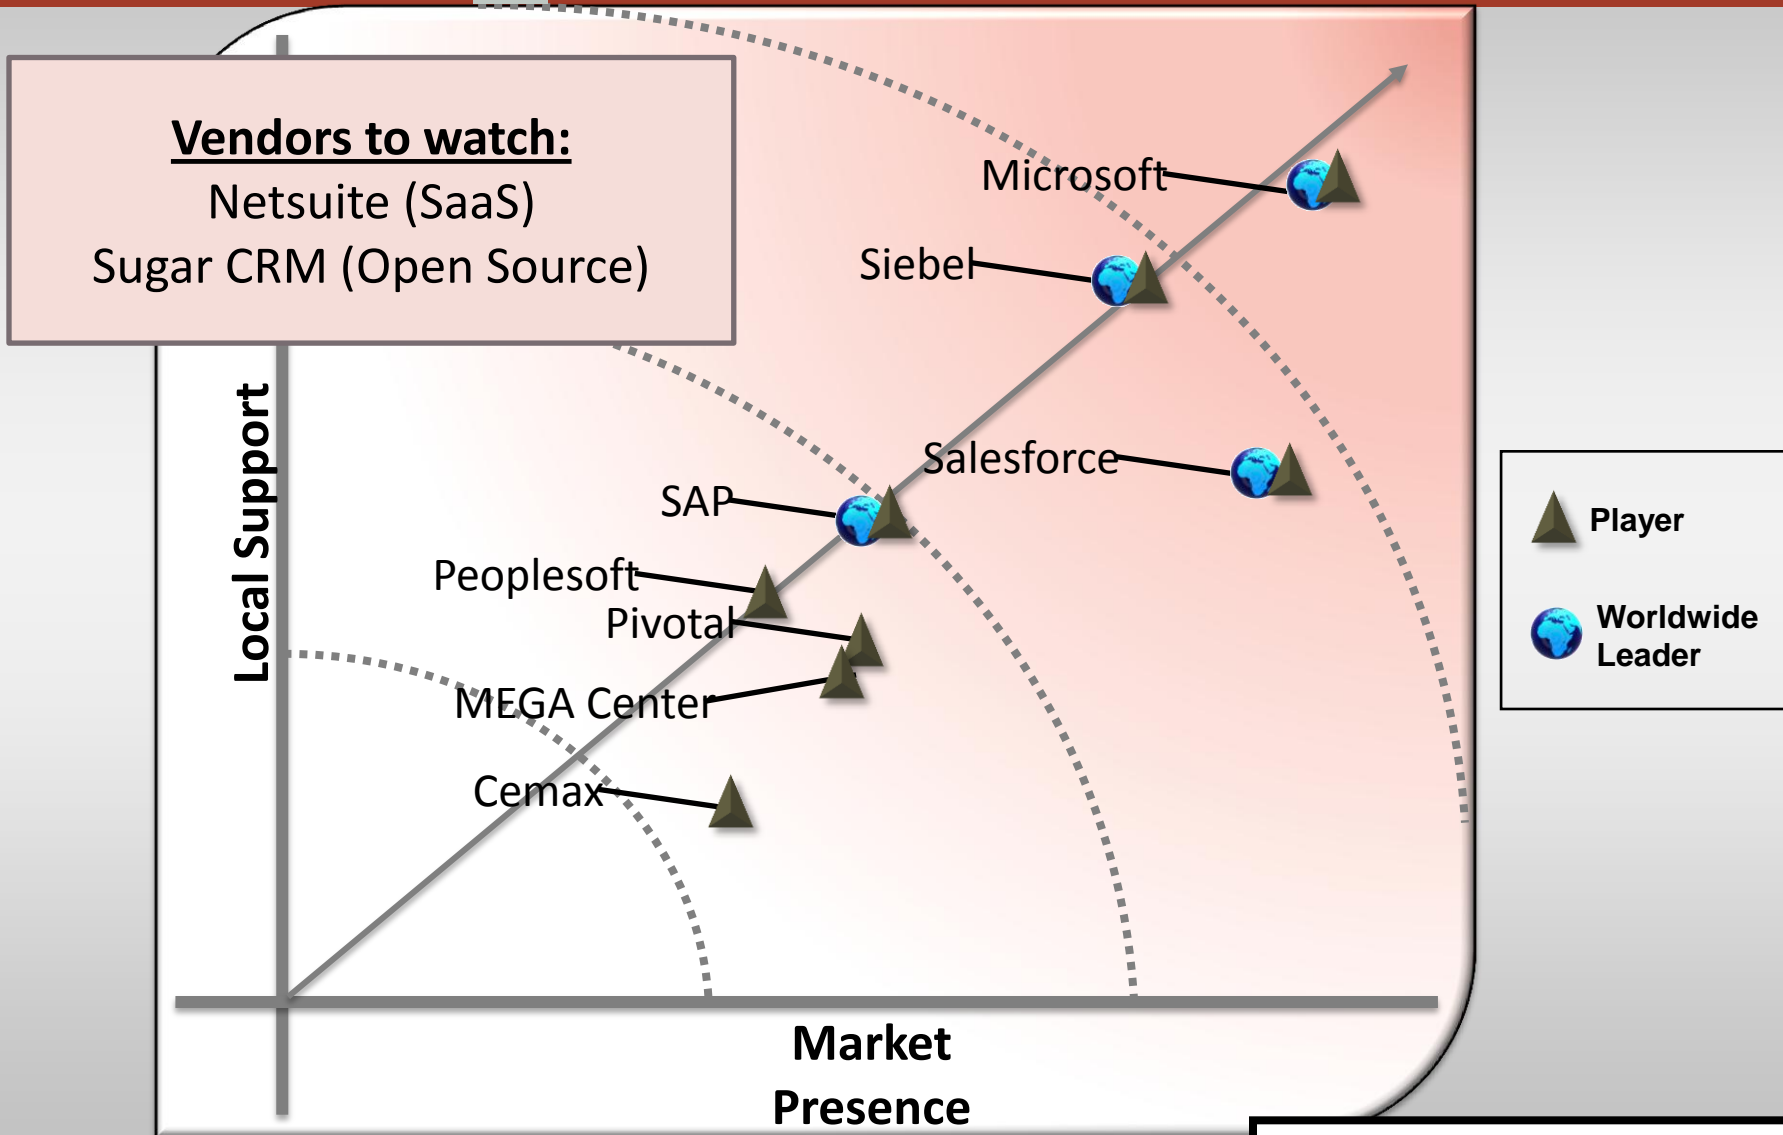 Vendors to watch:
Netsuite (SaaS)
Sugar CRM (Open Source)
Microsoft
Siebel
Salesforce
SAP
Peoplesoft
Pivotal
MEGA Center
Cemax
Local Support
Market
Presence
Player
Worldwide
Leader